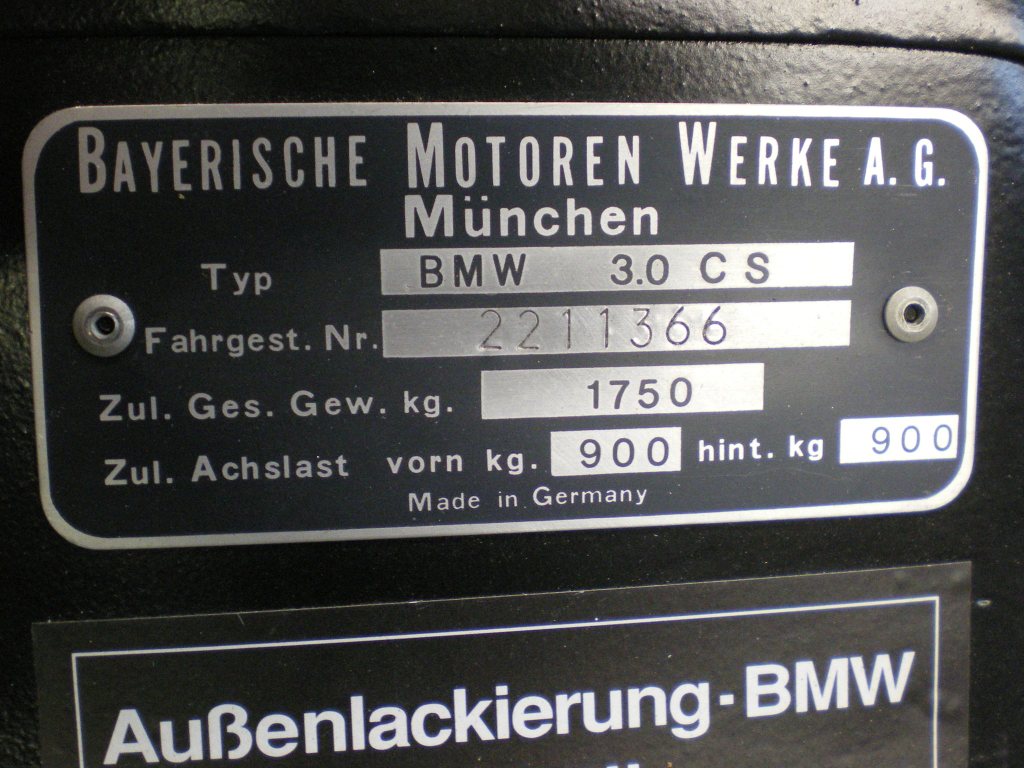 BAYERISCHE MOTOREN WERKE A.G.
München
Typ BMW 3.0 CS
Fahrgest. Nr. 2211366
Zul. Ges. Gew. kg. 1750
Zul. Achslast vorn kg. 900 hint. kg 900
Made in Germany
Außenlackierung-BMW